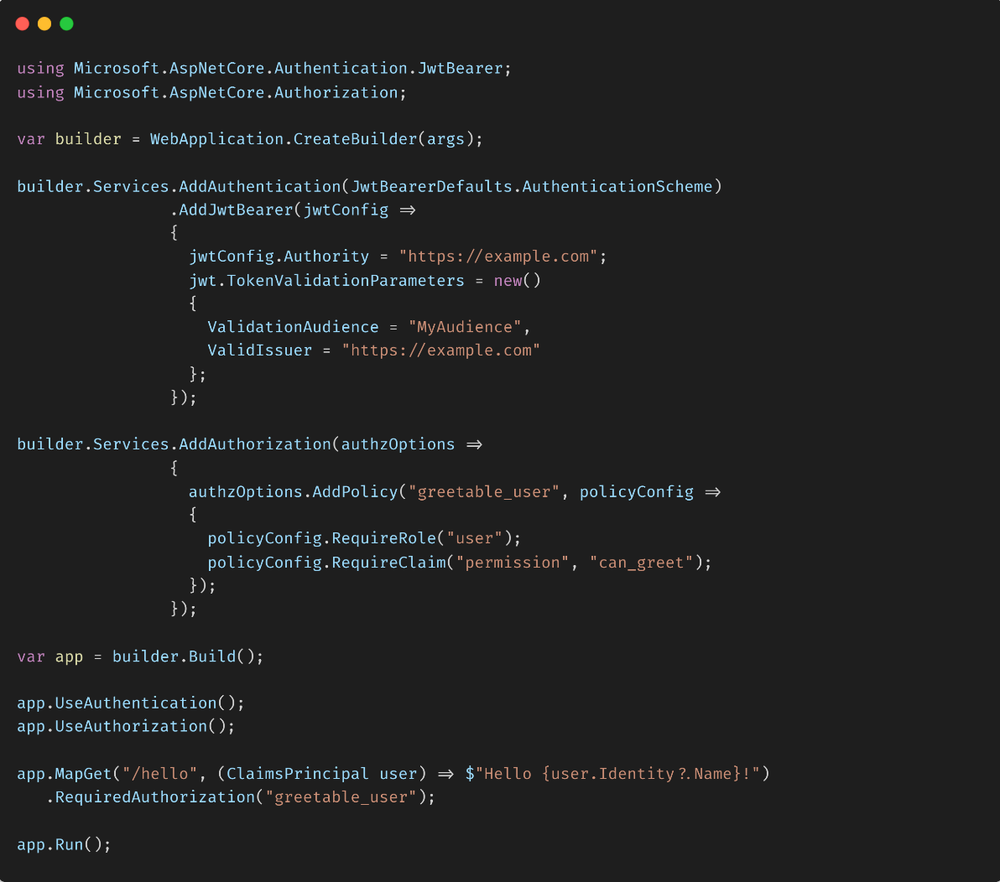 using Microsoft.AspNetCore.Authentication.JwtBearer;
using Microsoft.AspNetCore.Authorization;

var builder = WebApplication.CreateBuilder(args);

builder.Services.AddAuthentication(JwtBearerDefaults.AuthenticationScheme)
                .AddJwtBearer(jwtConfig =>
                {
                  jwtConfig.Authority = "https://example.com";
                  jwt.TokenValidationParameters = new()
                  {
                    ValidationAudience = "MyAudience",
                    ValidIssuer = "https://example.com"
                  };
                });

builder.Services.AddAuthorization(authzOptions =>
                {
                  authzOptions.AddPolicy("greetable_user", policyConfig =>
                  {
                    policyConfig.RequireRole("user");
                    policyConfig.RequireClaim("permission", "can_greet");
                  });
                });

var app = builder.Build();

app.UseAuthentication();
app.UseAuthorization();

app.MapGet("/hello", (ClaimsPrincipal user) => $"Hello {user.Identity?.Name}!")
   .RequiredAuthorization("greetable_user");

app.Run();